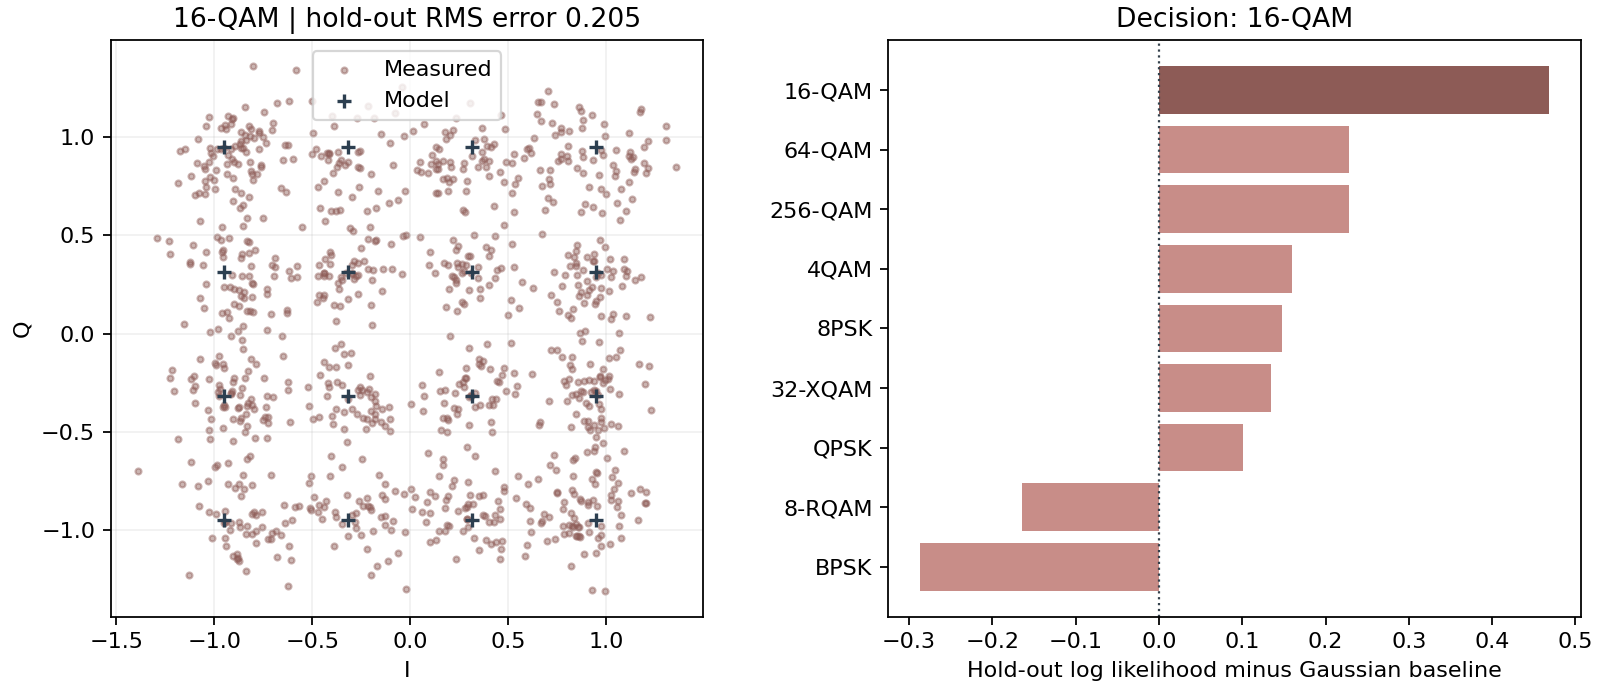 16-QAM | hold-out RMS error 0.205
Measured
Model
1.0
0.5
0.0
−0.5
−1.0
Q
−1.5
−1.0
−0.5
0.0
0.5
1.0
I
Decision: 16-QAM
16-QAM
64-QAM
256-QAM
4QAM
8PSK
32-XQAM
QPSK
8-RQAM
BPSK
−0.3
−0.2
−0.1
0.0
0.1
0.2
0.3
0.4
0.5
Hold-out log likelihood minus Gaussian baseline